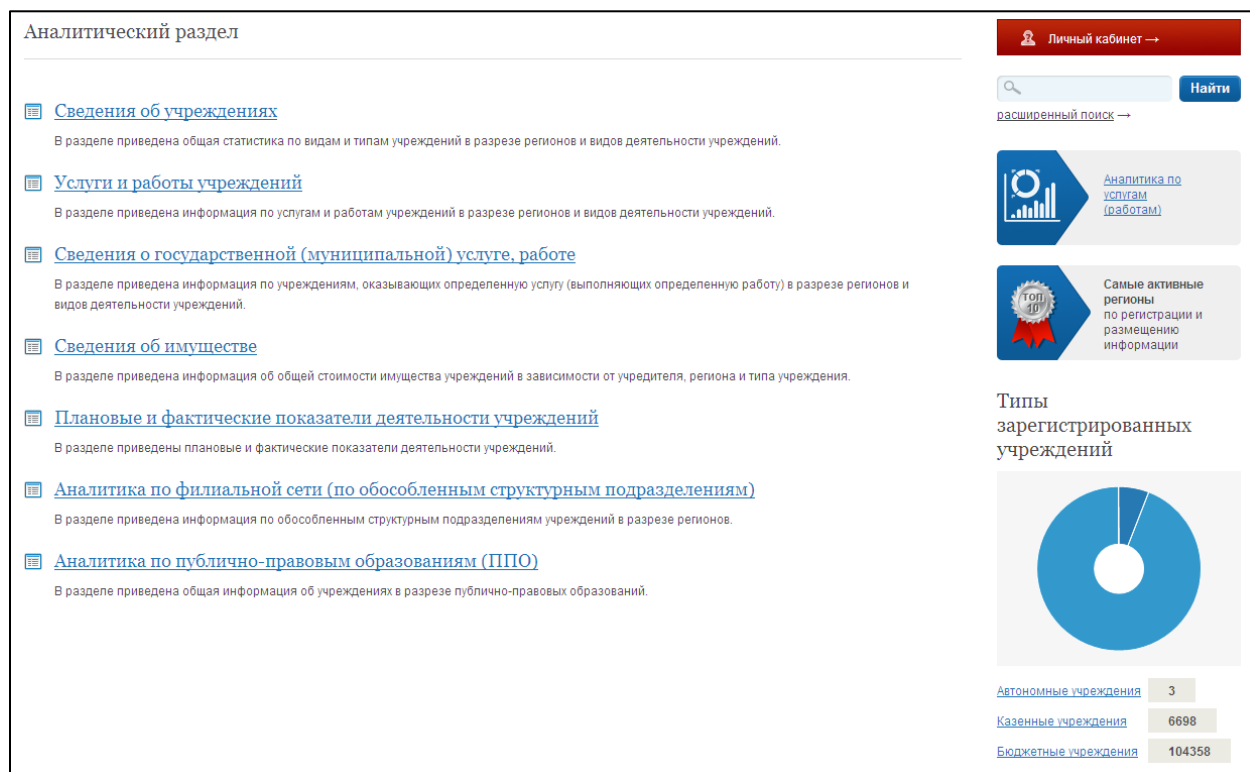 Аналитический раздел
Сведения об учреждениях
В разделе приведена общая статистика по видам и типам учреждений в разрезе регионов и видов деятельности учреждений.
Услуги и работы учреждений
В разделе приведена информация по услугам и работам учреждений в разрезе регионов и видов деятельности учреждений.
Сведения о государственной (муниципальной) услуге, работе
В разделе приведена информация по учреждениям, оказывающих определенную услугу (выполняющих определенную работу) в разрезе регионов и
видов деятельности учреждений.
Сведения об имуществе
В разделе приведена информация об общей стоимости имущества учреждений в зависимости от учредителя, региона и типа учреждения.
Плановые и фактические показатели деятельности учреждений
В разделе приведены плановые и фактические показатели деятельности учреждений.
Аналитика по филиальной сети (по обособленным структурным подразделениям)
В разделе приведена информация по обособленным структурным подразделениям учреждений в разрезе регионов.
Аналитика по публично-правовым образованиям (ППО)
В разделе приведена общая информация об учреждениях в разрезе публично-правовых образований.
Личный кабинет →
Найти
расширенный поиск →
Аналитика по
услугам
(работам)
ТОП
10
Самые активные
регионы
по регистрации и
размещению
информации
Типы
зарегистрированных
учреждений
Автономные учреждения 3
Казенные учреждения 6698
Бюджетные учреждения 104358